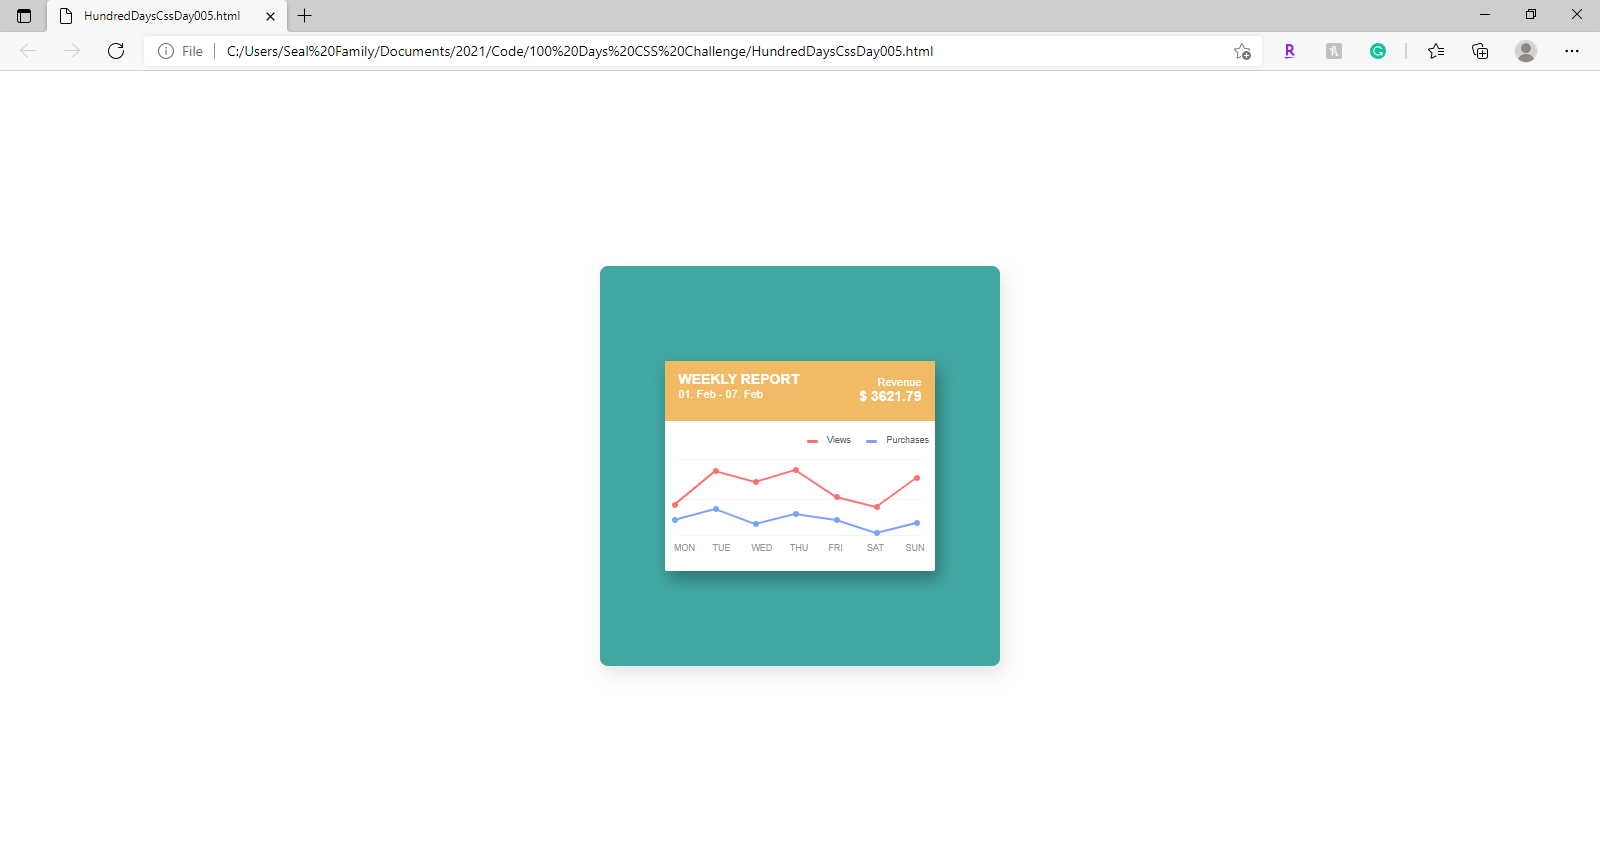 HundredDaysCssDay005.html
File | C:/Users/Seal%20Family/Documents/2021/Code/100%20Days%20CSS%20Challenge/HundredDaysCssDay005.html
R
WEEKLY REPORT
01. Feb - 07. Feb
Revenue
$ 3621.79
Views Purchases
MON TUE WED THU FRI SAT SUN